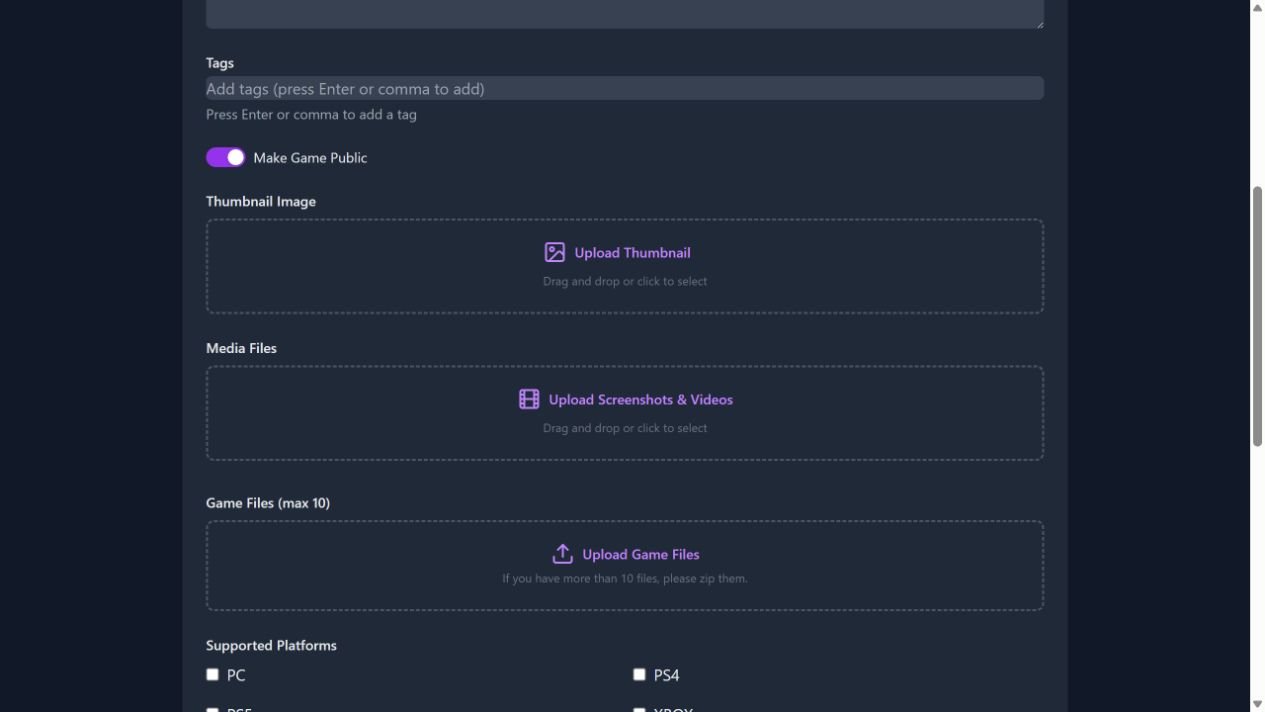 Tags
Add tags (press Enter or comma to add)
Press Enter or comma to add a tag
Make Game Public
Thumbnail Image
Upload Thumbnail
Drag and drop or click to select
Media Files
Upload Screenshots & Videos
Drag and drop or click to select
Game Files (max 10)
Upload Game Files
If you have more than 10 files, please zip them.
Supported Platforms
PC
PS4
PS5
XBOX